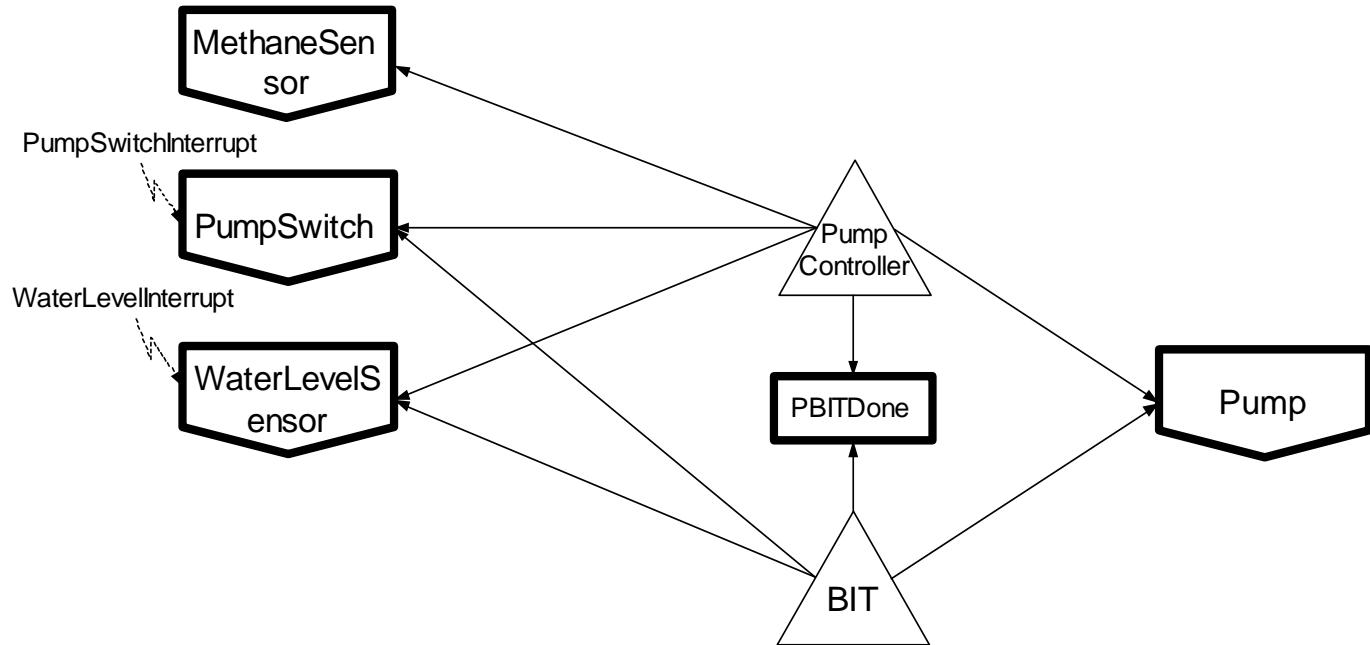 MethaneSen
sor
PumpSwitchInterrupt
PumpSwitch
Pump
Controller
WaterLevelInterrupt
WaterLevelS
ensor
PBITDone
Pump
BIT